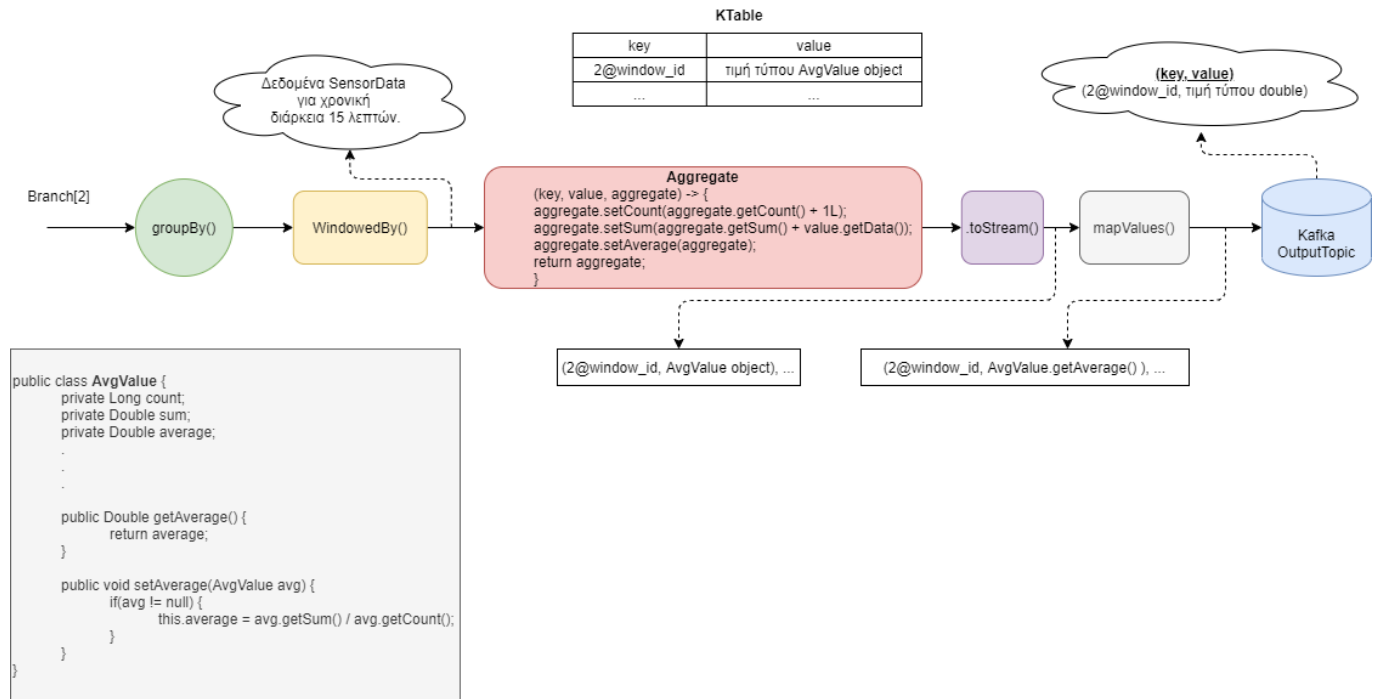 KTable
key value
2@window_id τιμή τύπου AvgValue object
... ...
Δεδομένα SensorData
για χρονική
διάρκεια 15 λεπτών.
(key, value)
(2@window_id, τιμή τύπου double)
Branch[2]
groupBy()
WindowedBy()
Aggregate
(key, value, aggregate) -> {
aggregate.setCount(aggregate.getCount() + 1L);
aggregate.setSum(aggregate.getSum() + value.getData());
aggregate.setAverage(aggregate);
return aggregate;
}
.toStream()
mapValues()
Kafka
OutputTopic
(2@window_id, AvgValue object), ...
(2@window_id, AvgValue.getAverage() ), ...
public class AvgValue {
private Long count;
private Double sum;
private Double average;
.
.
.
public Double getAverage() {
return average;
}
public void setAverage(AvgValue avg) {
if(avg != null) {
this.average = avg.getSum() / avg.getCount();
}
}
}